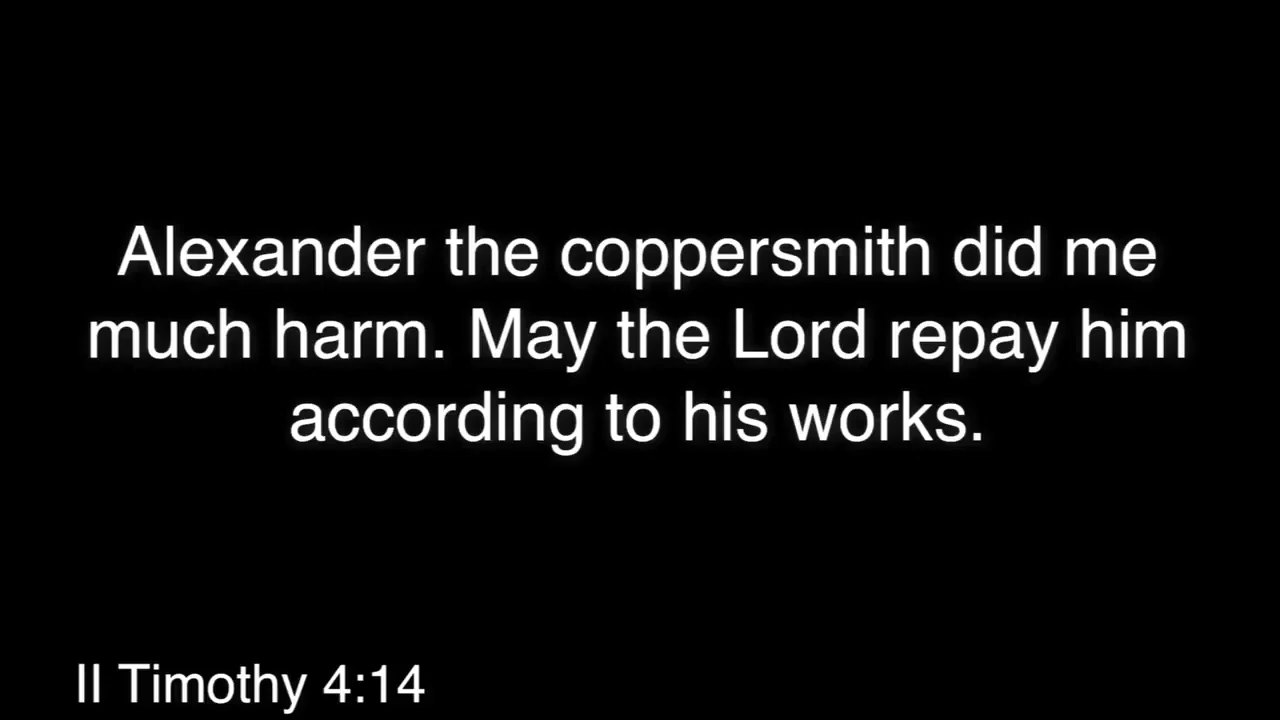 Alexander the coppersmith did me
much harm. May the Lord repay him
according to his works.
II Timothy 4:14